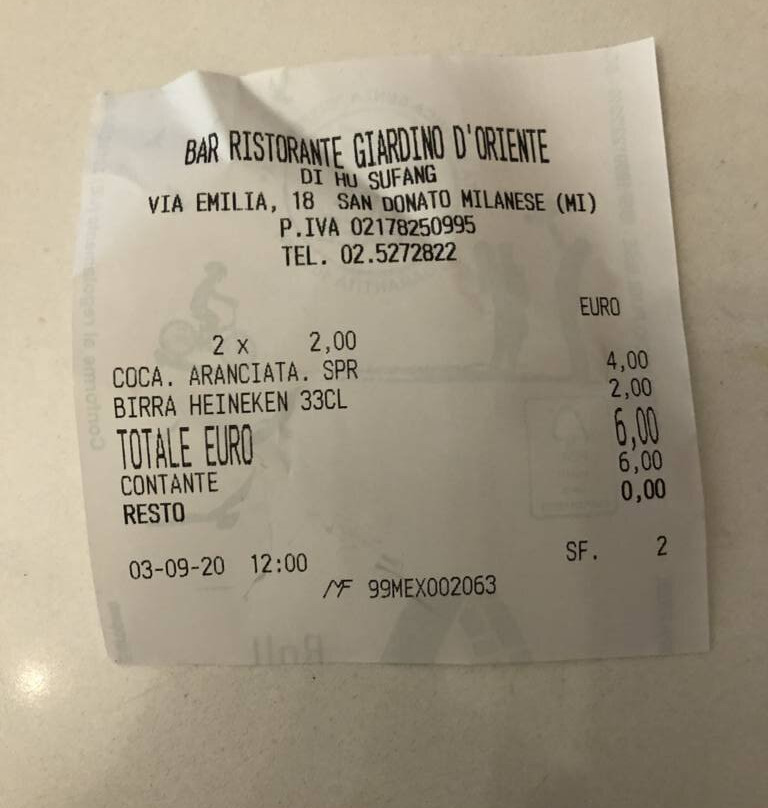 BAR RISTORANTE GIARDINO D'ORIENTE
DI HU SUFANG
VIA EMILIA, 18 SAN DONATO MILANESE (MI)
P.IVA 02178250995
TEL. 02.5272822
EURO
2 x 2,00
COCA. ARANCIATA. SPR 4,00
BIRRA HEINEKEN 33CL 2,00
TOTALE EURO 6,00
CONTANTE 6,00
RESTO 0,00
03-09-20 12:00 SF. 2
MF 99MEX002063
Roll